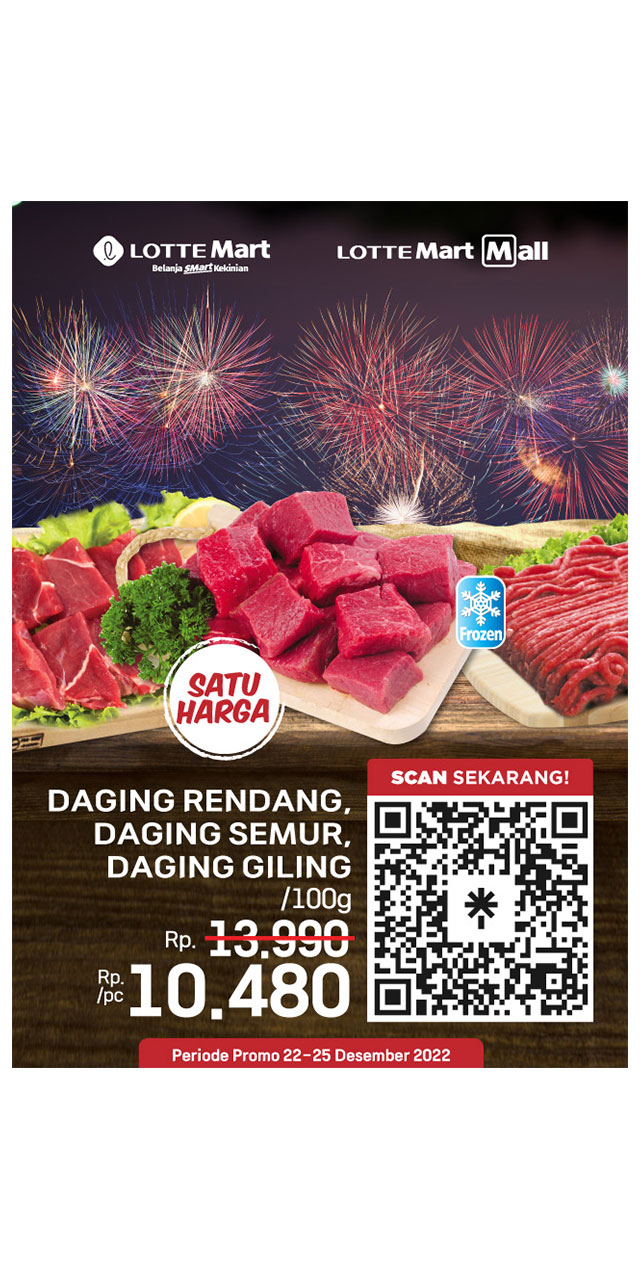 LOTTE Mart
Belanja SMart Kekinian
LOTTE Mart Mall
Frozen
SATU
HARGA
SCAN SEKARANG!
DAGING RENDANG,
DAGING SEMUR,
DAGING GILING
/100g
Rp. 13.990
Rp.
/pc 10.480
Periode Promo 22-25 Desember 2022